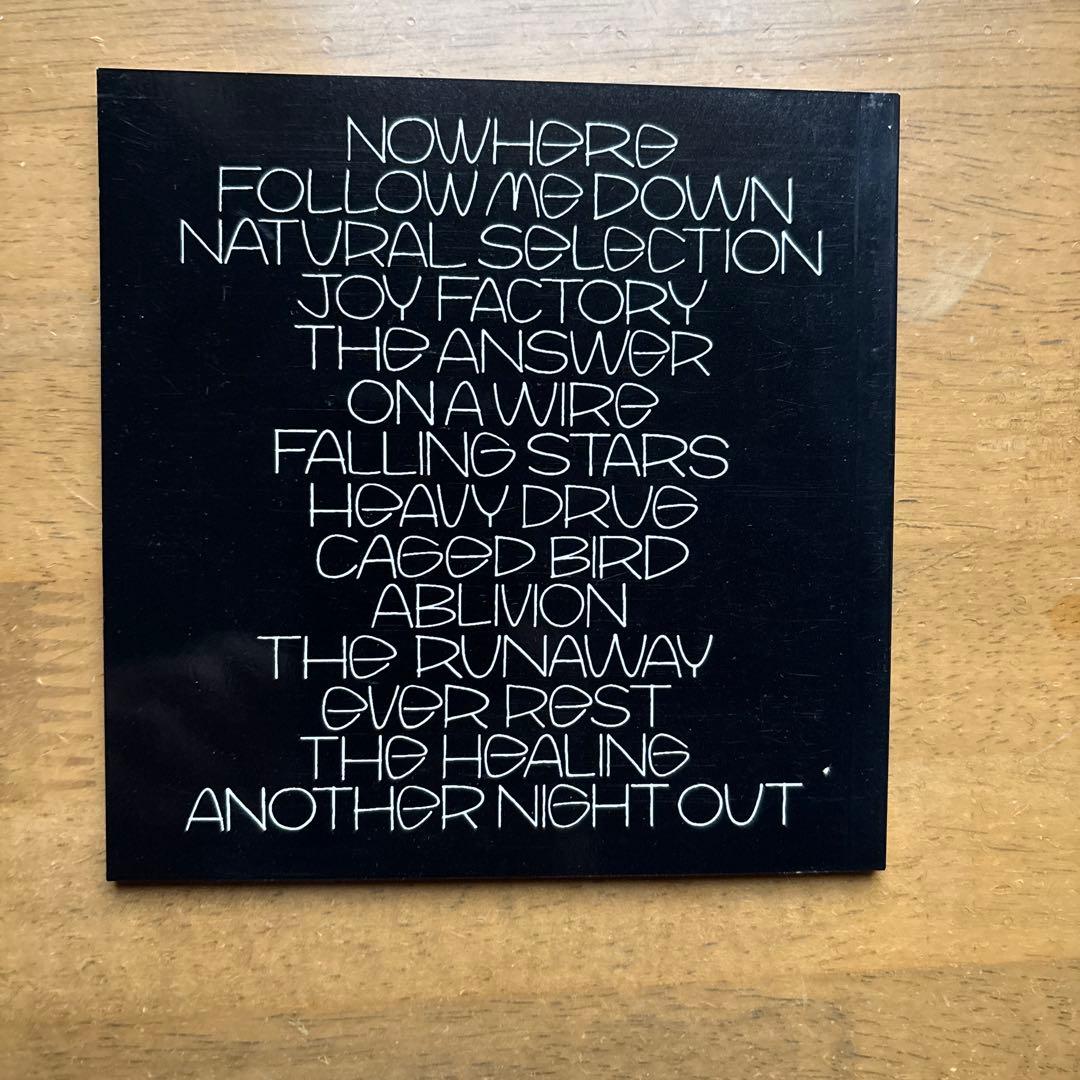 NOWHERE
FOLLOW ME DOWN
NATURAL SELECTION
JOY FACTORY
THE ANSWER
ON A WIRE
FALLING STARS
HEAVY DRUG
CAGED BIRD
ABLIVION
THE RUNAWAY
EVER REST
THE HEALING
ANOTHER NIGHT OUT